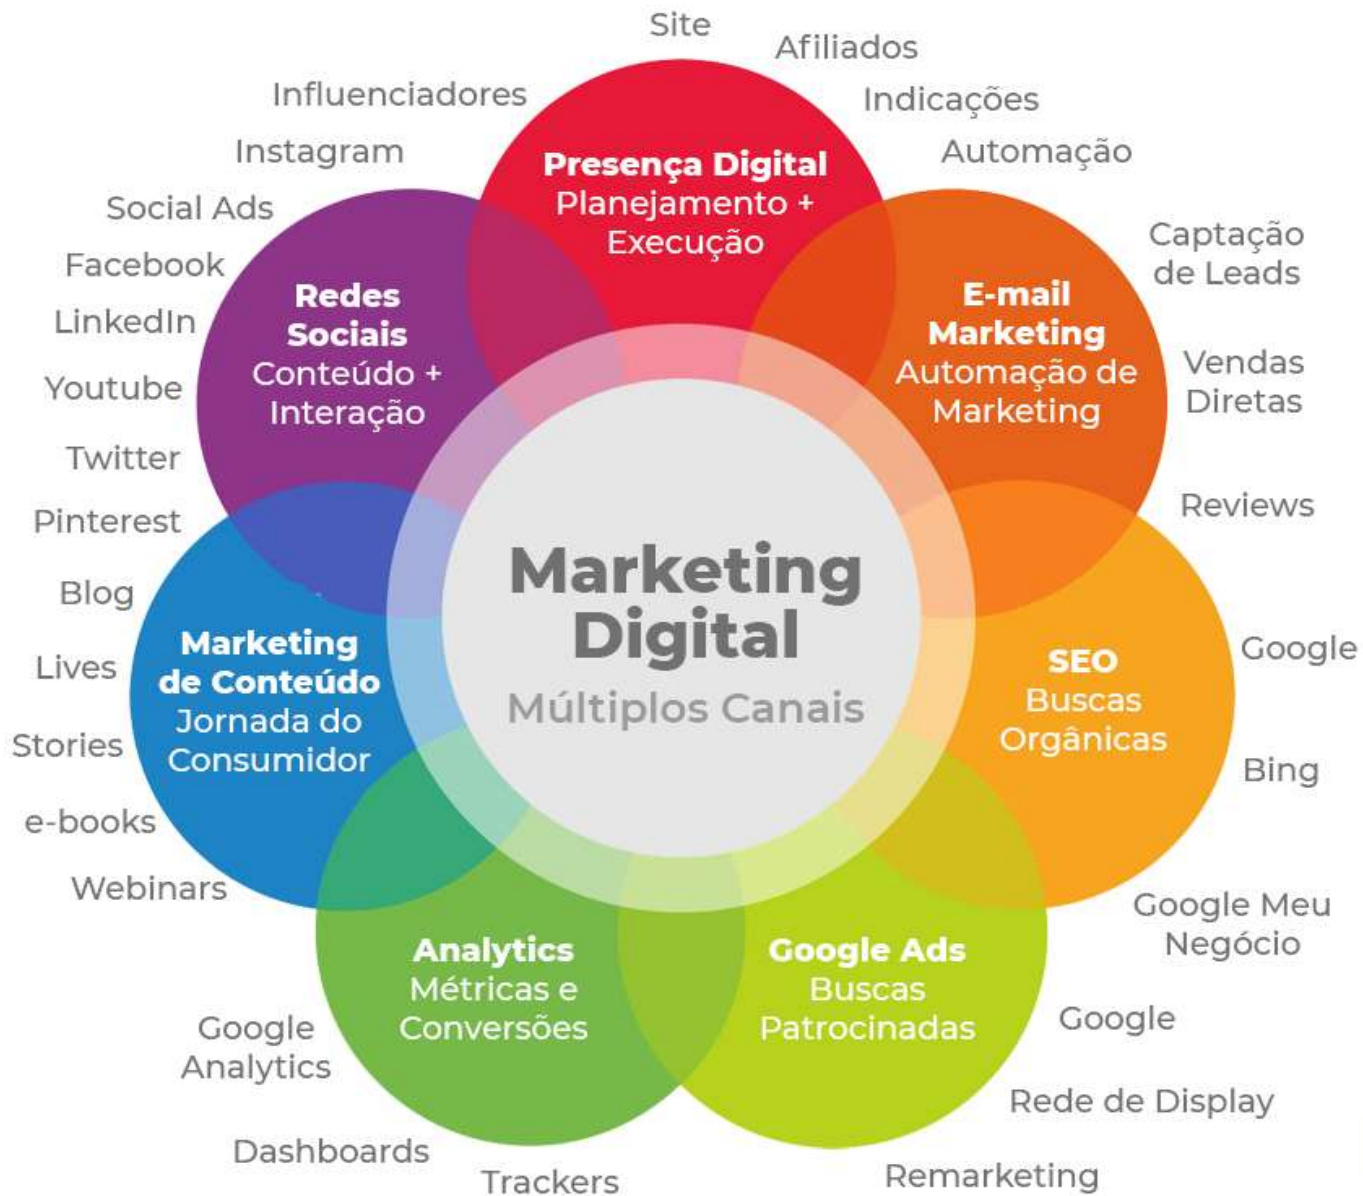 Site
Afiliados
Influenciadores
Indicações
Instagram
Automação
Presença Digital
Planejamento +
Execução
Social Ads
Facebook
LinkedIn
Youtube
Twitter
Pinterest
Redes
Sociais
Conteúdo +
Interação
E-mail
Marketing
Automação de
Marketing
Captação
de Leads
Vendas
Diretas
Reviews
Marketing
Digital
Múltiplos Canais
Blog
Lives
Stories
e-books
Webinars
Marketing
de Conteúdo
Jornada do
Consumidor
SEO
Buscas
Orgânicas
Google
Bing
Google Meu
Negócio
Analytics
Métricas e
Conversões
Google Ads
Buscas
Patrocinadas
Google
Analytics
Dashboards
Trackers
Google
Rede de Display
Remarketing